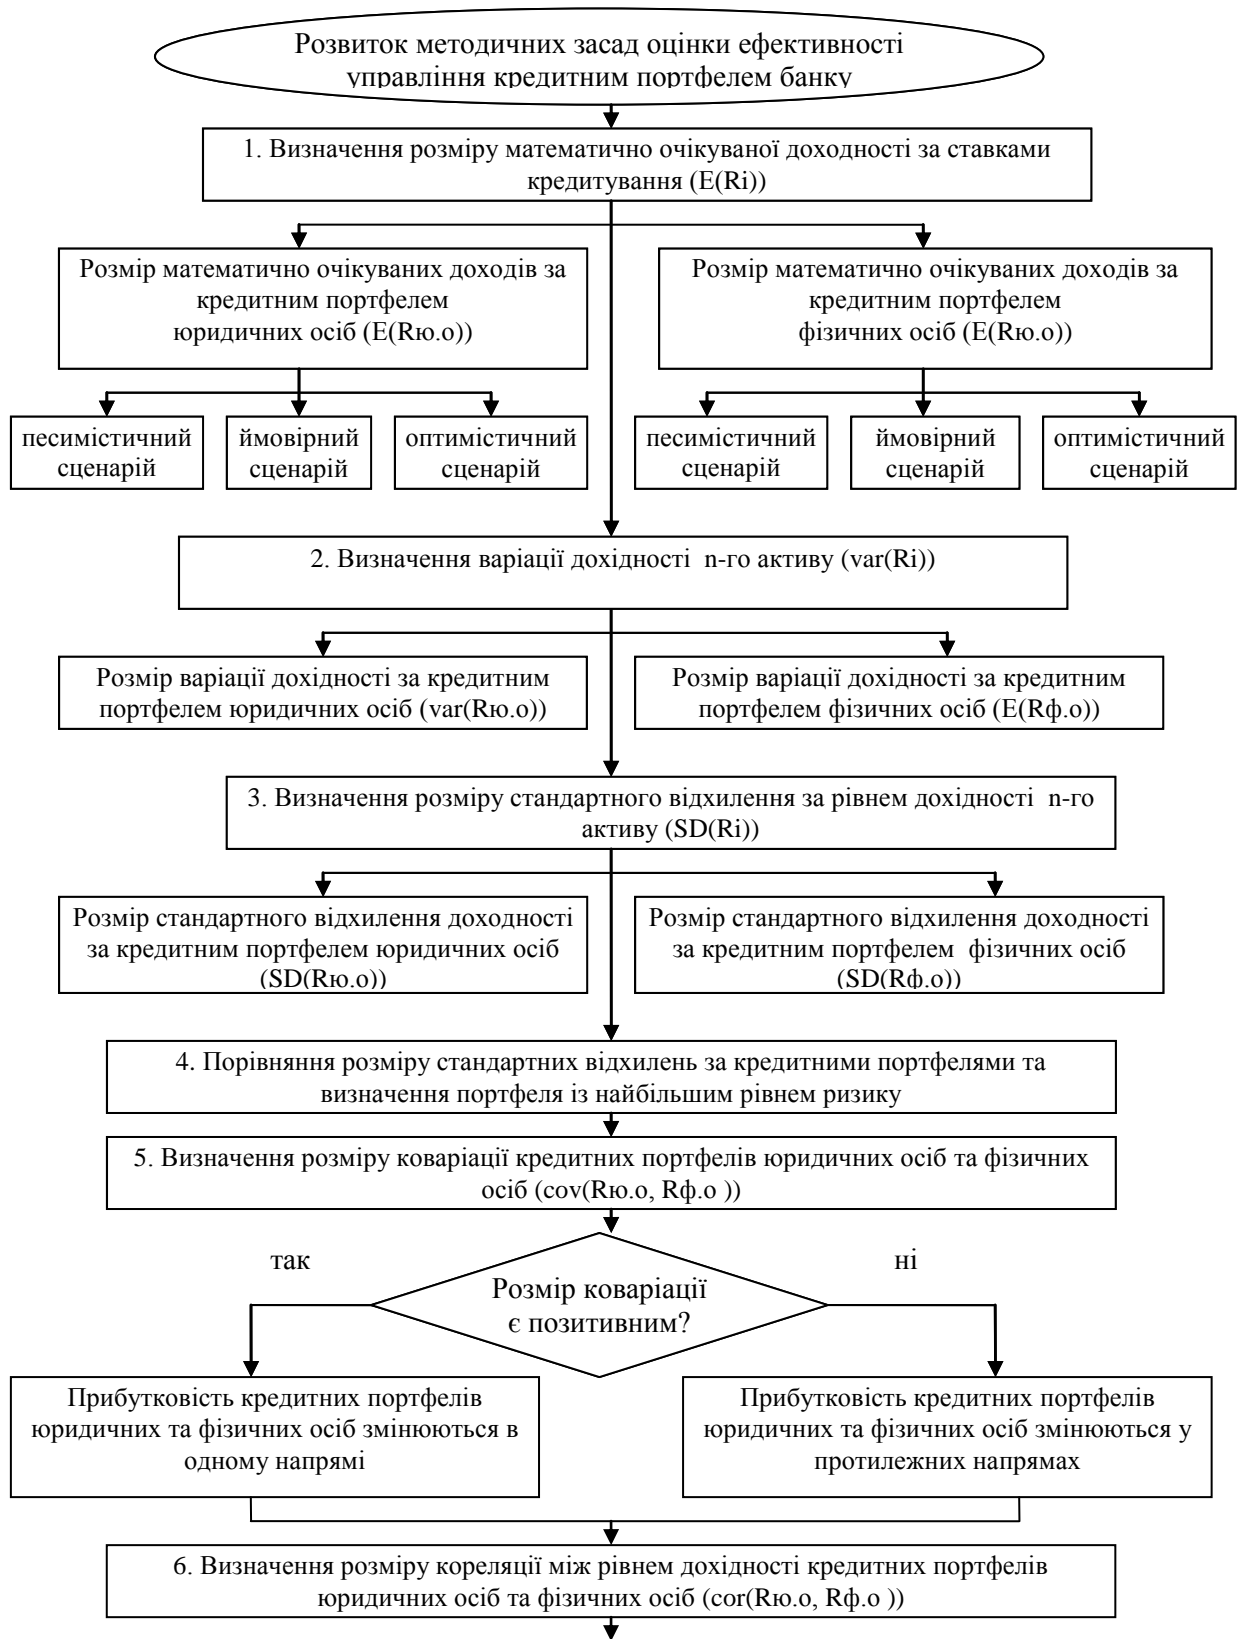 Розвиток методичних засад оцінки ефективності
управління кредитним портфелем банку
1. Визначення розміру математично очікуваної доходності за ставками
кредитування (E(Ri))
Розмір математично очікуваних доходів за
кредитним портфелем
юридичних осіб (E(Rю.о))
Розмір математично очікуваних доходів за
кредитним портфелем
фізичних осіб (E(Rю.о))
песимістичний
сценарій
ймовірний
сценарій
оптимістичний
сценарій
песимістичний
сценарій
ймовірний
сценарій
оптимістичний
сценарій
2. Визначення варіації дохідності n-го активу (var(Ri))
Розмір варіації дохідності за кредитним
портфелем юридичних осіб (var(Rю.о))
Розмір варіації дохідності за кредитним
портфелем фізичних осіб (E(Rф.о))
3. Визначення розміру стандартного відхилення за рівнем дохідності n-го
активу (SD(Ri))
Розмір стандартного відхилення доходності
за кредитним портфелем юридичних осіб
(SD(Rю.о))
Розмір стандартного відхилення доходності
за кредитним портфелем фізичних осіб
(SD(Rф.о))
4. Порівняння розміру стандартних відхилень за кредитними портфелями та
визначення портфеля із найбільшим рівнем ризику
5. Визначення розміру коваріації кредитних портфелів юридичних осіб та фізичних
осіб (cov(Rю.о, Rф.о ))
так
ні
Розмір коваріації
є позитивним?
Прибутковість кредитних портфелів
юридичних та фізичних осіб змінюються в
одному напрямі
Прибутковість кредитних портфелів
юридичних та фізичних осіб змінюються у
протилежних напрямах
6. Визначення розміру кореляції між рівнем дохідності кредитних портфелів
юридичних осіб та фізичних осіб (cor(Rю.о, Rф.о ))